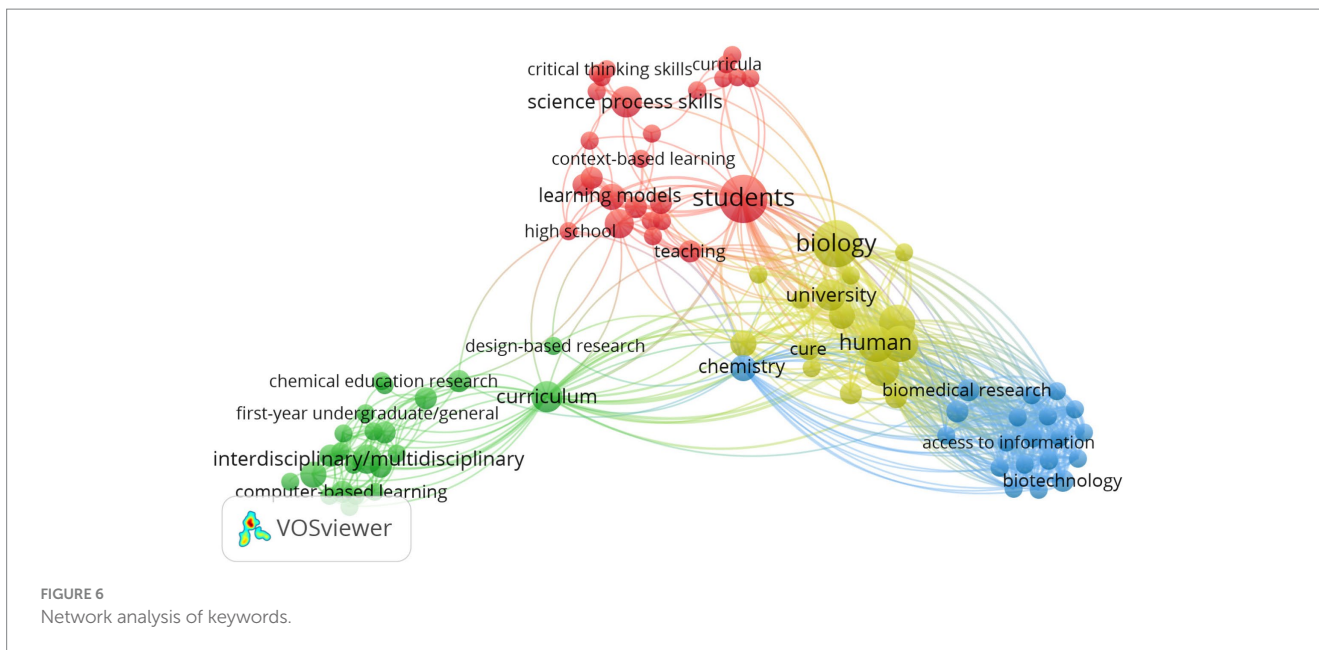 critical thinking skills
curricula
science process skills
context-based learning
learning models
students
high school
teaching
biology
university
design-based research
human
cure
chemistry
chemical education research
curriculum
biomedical research
first-year undergraduate/general
access to information
interdisciplinary/multidisciplinary
biotechnology
computer-based learning
VOSviewer
FIGURE 6
Network analysis of keywords.